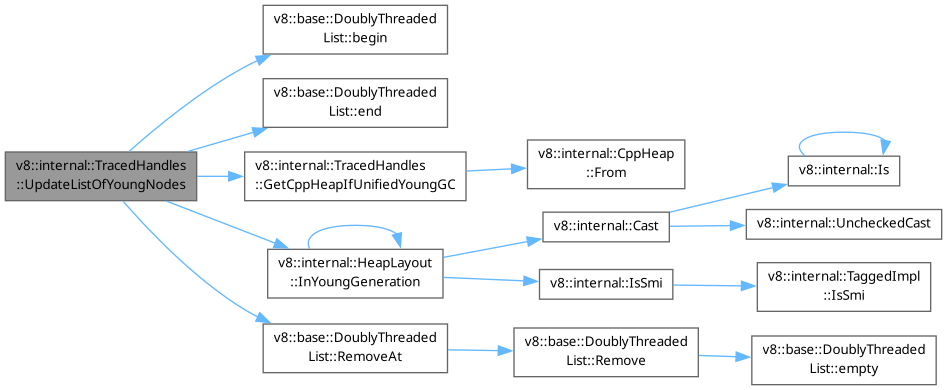 v8::internal::TracedHandles
::UpdateListOfYoungNodes
v8::base::DoublyThreaded
List::begin
v8::base::DoublyThreaded
List::end
v8::internal::TracedHandles
::GetCppHeapIfUnifiedYoungGC
v8::internal::CppHeap
::From
v8::internal::HeapLayout
::InYoungGeneration
v8::internal::Cast
v8::internal::Is
v8::internal::UncheckedCast
v8::internal::IsSmi
v8::internal::TaggedImpl
::IsSmi
v8::base::DoublyThreaded
List::RemoveAt
v8::base::DoublyThreaded
List::Remove
v8::base::DoublyThreaded
List::empty